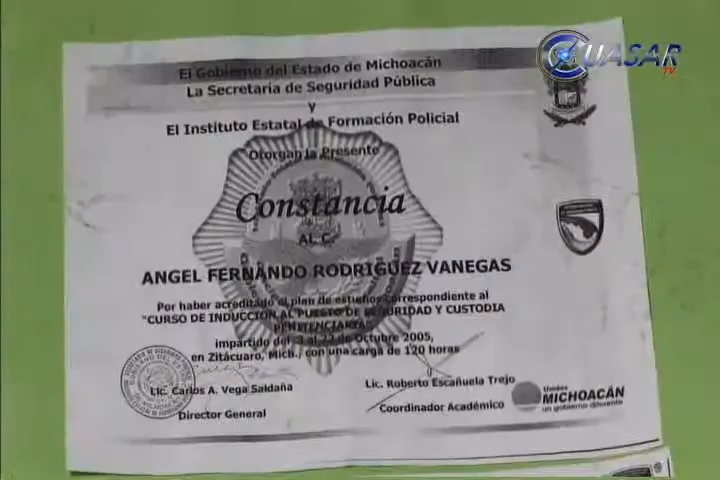 QUASAR
TV
El Gobierno del Estado de Michoacán
La Secretaria de Seguridad Pública
y
El Instituto Estatal de Formación Policial
Otorgan la Presente
Constancia
AL C.
ANGEL FERNANDO RODRIGUEZ VANEGAS
Por haber acreditado el plan de estudios correspondiente al
"CURSO DE INDUCCION AL PUESTO DE SEGURIDAD Y CUSTODIA
PENITENCIARIA"
impartido del al 22 de Octubre 2005,
en Zitácuaro, Mich., con una carga de 120 horas
Lic. Carlos A. Vega Saldaña
Director General
Lic. Roberto Escañuela Trejo
Coordinador Académico
Unidos
MICHOACÁN
un gobierno diferente